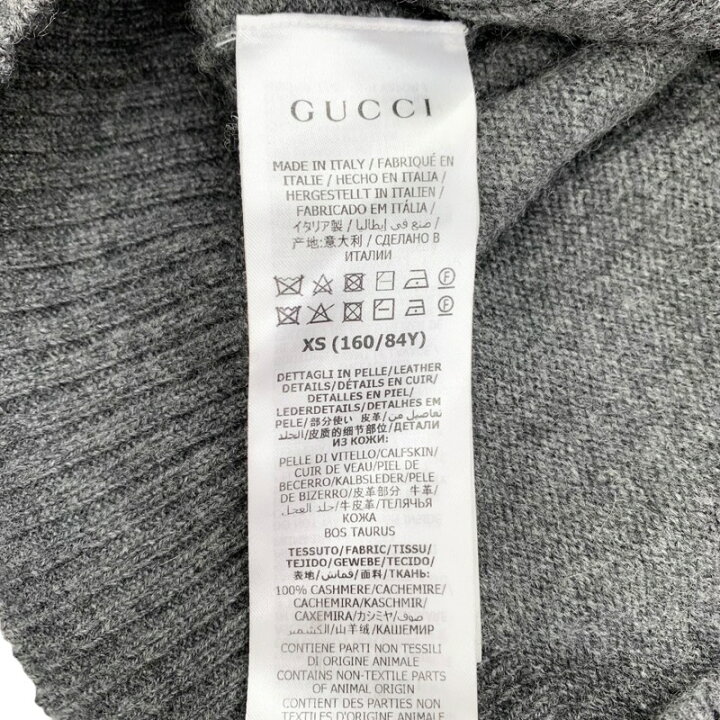 GUCCI
MADE IN ITALY / FABRIQUÉ EN
ITALIE / HECHO EN ITALIA /
HERGESTELLT IN ITALIEN /
FABRICADO EM ITÁLIA /
イタリア製 / صنع في إيطاليا /
产地:意大利 / СДЕЛАНО В
ИТАЛИИ
F
F
XS (160/84Y)
DETTAGLI IN PELLE/LEATHER
DETAILS/DÉTAILS EN CUIR/
DETALLES EN PIEL/
LEDERDETAILS/DETALHES EM
PELE/部分使い 皮革/تفاصيل من
الجلد/皮质的细节部位/ДЕТАЛИ
ИЗ КОЖИ:
PELLE DI VITELLO/CALFSKIN/
CUIR DE VEAU/PIEL DE
BECERRO/KALBSLEDER/PELE
DE BIZERRO/皮革部分 牛革/
جلد العجل/牛皮革/ТЕЛЯЧЬЯ
КОЖА
BOS TAURUS
TESSUTO/FABRIC/TISSU/
TEJIDO/GEWEBE/TECIDO/
表地/قماش/面料/ТКАНЬ:
100% CASHMERE/CACHEMIRE/
CACHEMIRA/KASCHMIR/
CAXEMIRA/カシミヤ/صوف
الكشمير/山羊绒/КАШЕМИР
CONTIENE PARTI NON TESSILI
DI ORIGINE ANIMALE
CONTAINS NON-TEXTILE PARTS
OF ANIMAL ORIGIN
CONTIENT DES PARTIES NON
TEXTILES D'ORIGINE